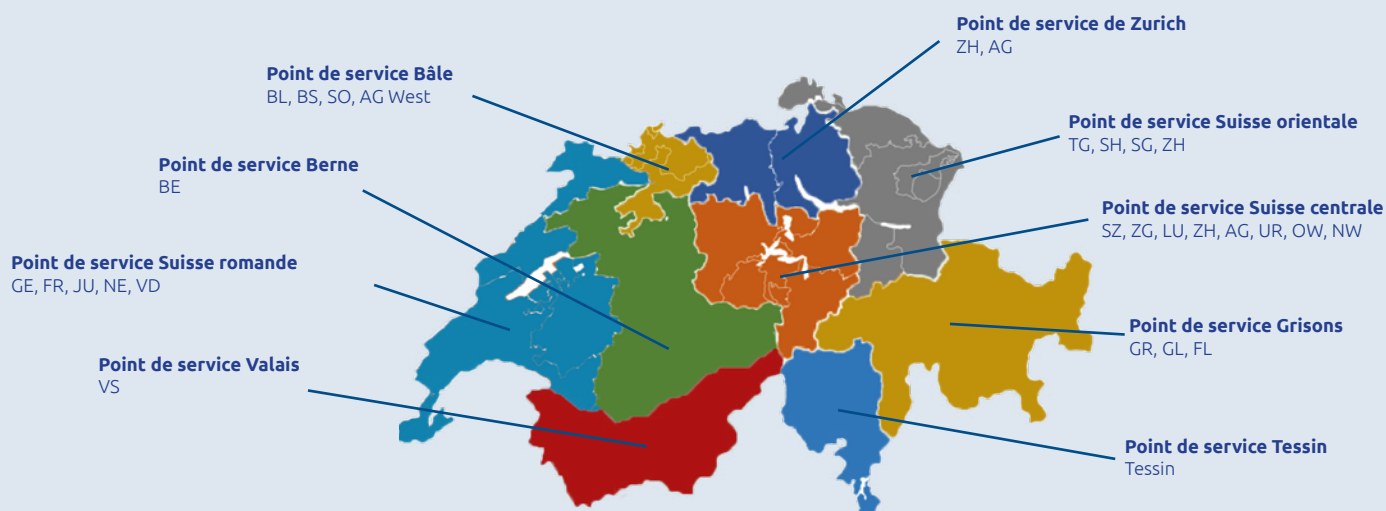 Point de service de Zurich
ZH, AG
Point de service Bâle
BL, BS, SO, AG West
Point de service Suisse orientale
TG, SH, SG, ZH
Point de service Berne
BE
Point de service Suisse centrale
SZ, ZG, LU, ZH, AG, UR, OW, NW
Point de service Suisse romande
GE, FR, JU, NE, VD
Point de service Grisons
GR, GL, FL
Point de service Valais
VS
Point de service Tessin
Tessin